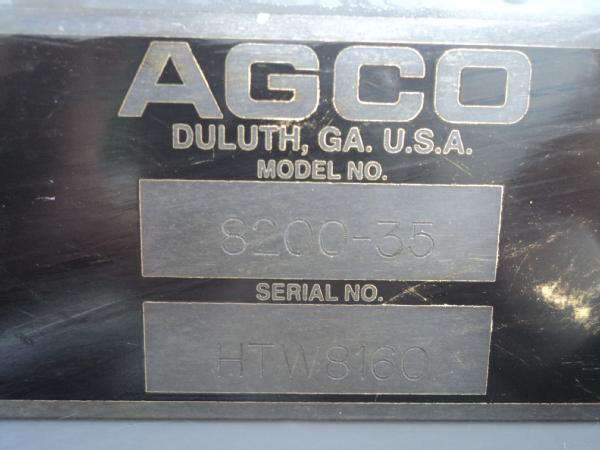 AGCO
DULUTH, GA. U.S.A.
MODEL NO.
8200-35
SERIAL NO.
HTW8160